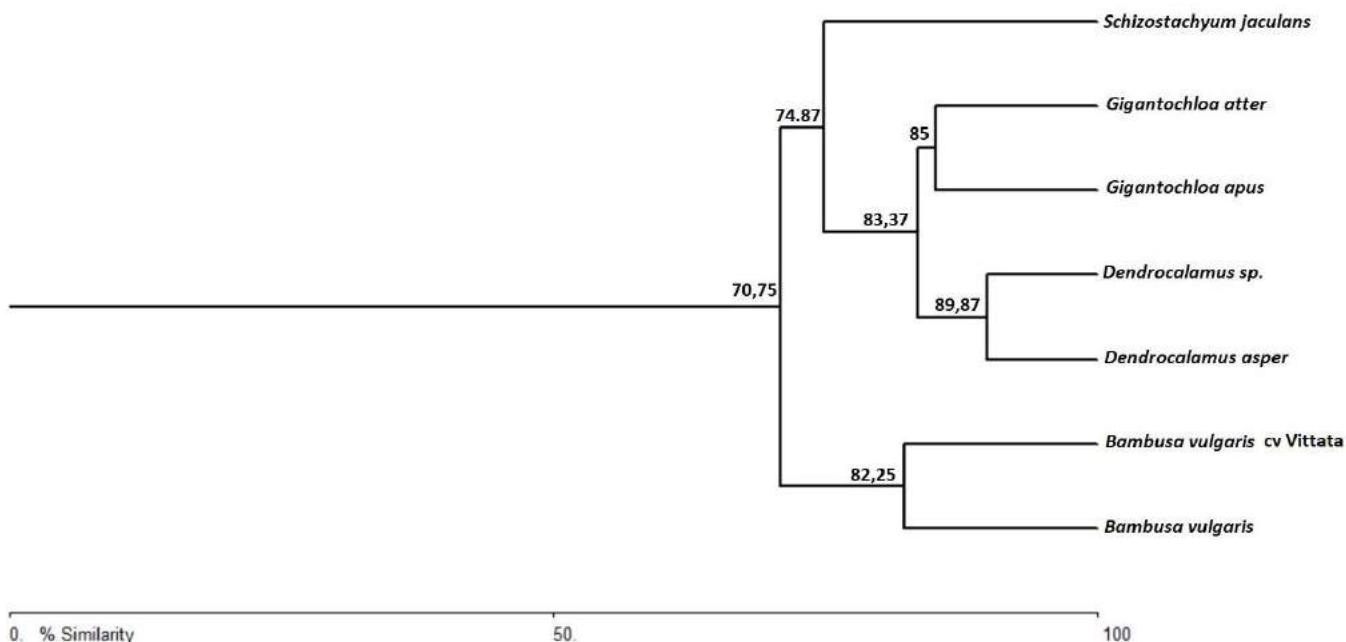 Schizostachyum jaculans
Gigantochloa atter
74.87
85
Gigantochloa apus
83,37
Dendrocalamus sp.
70,75
89,87
Dendrocalamus asper
Bambusa vulgaris cv Vittata
82,25
Bambusa vulgaris
0. % Similarity 50. 100